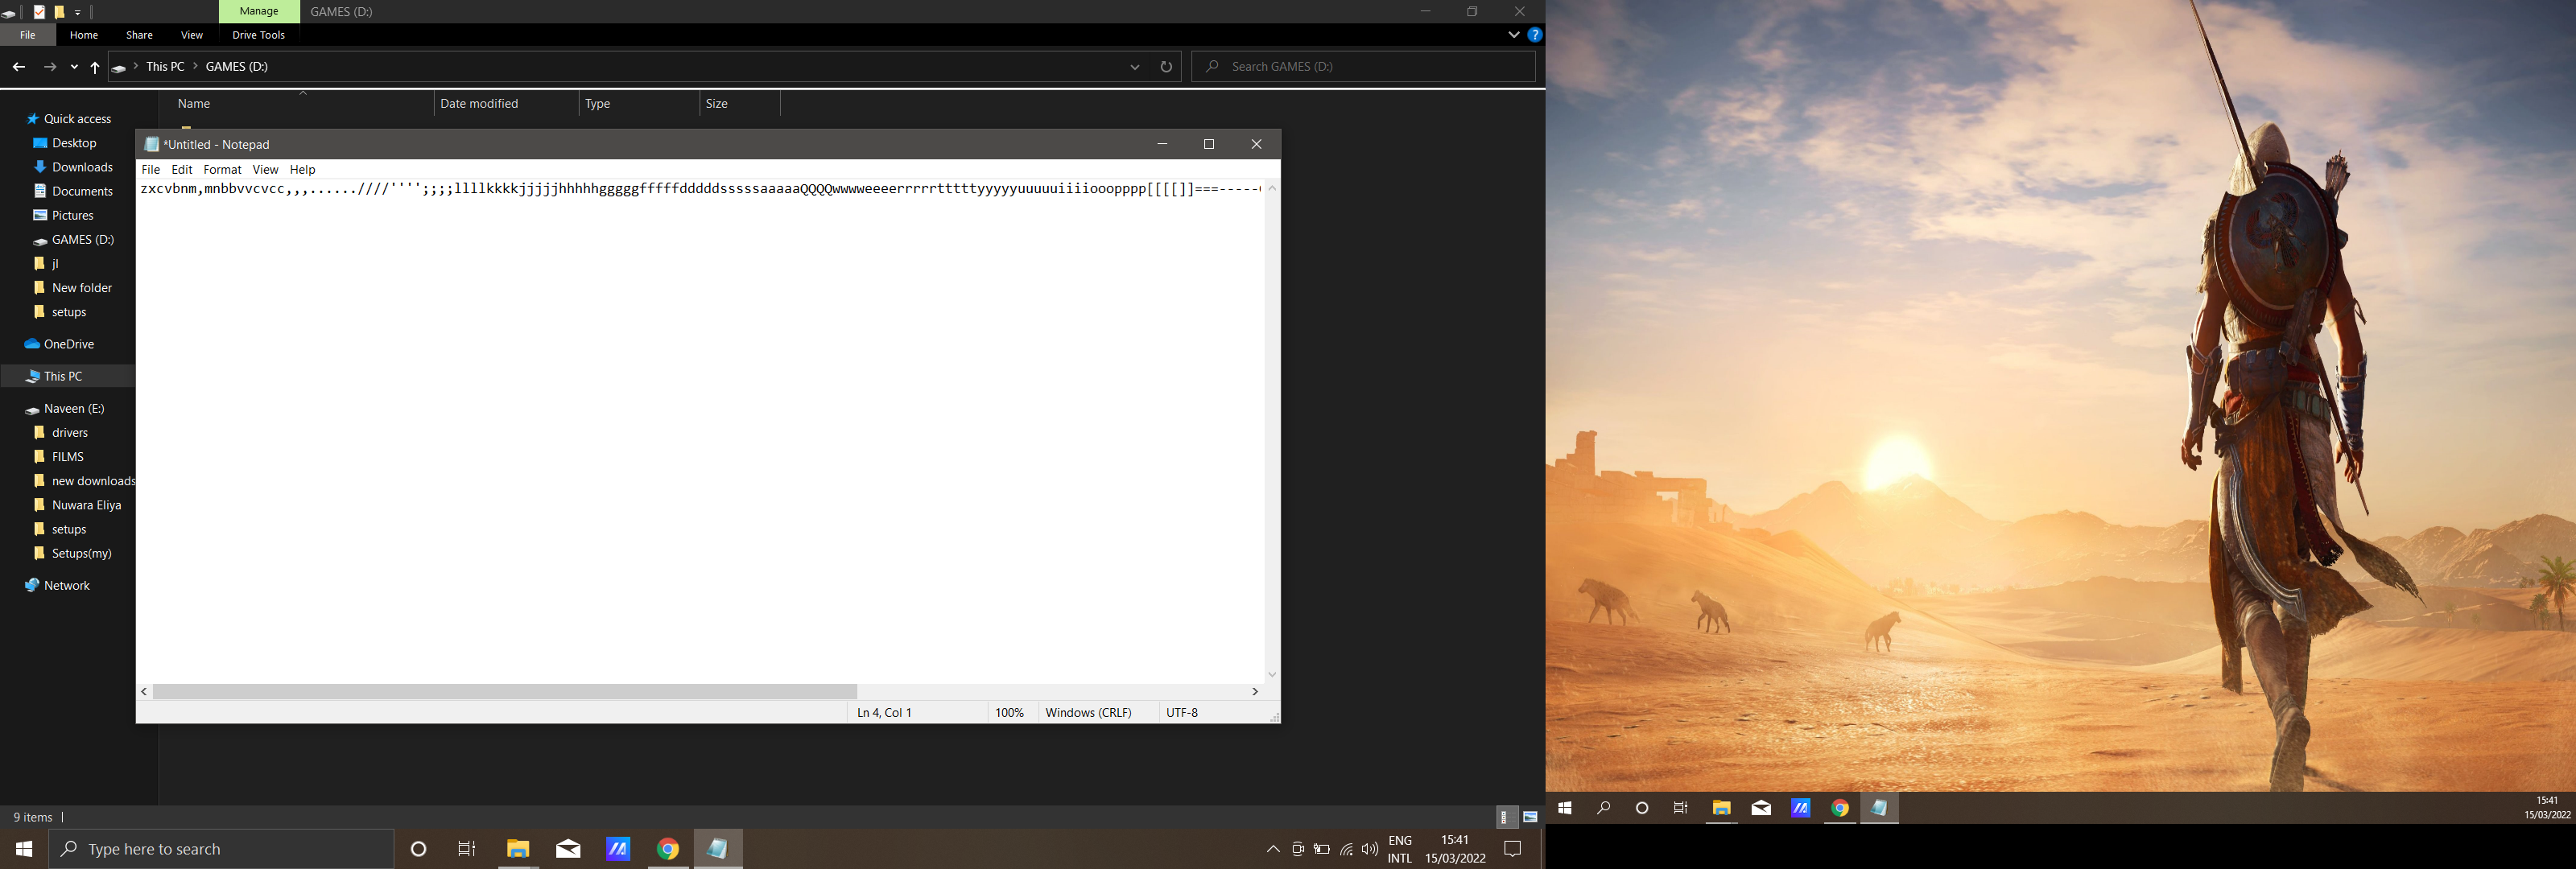 Manage
GAMES (D:)
File
Home
Share
View
Drive Tools
This PC
GAMES (D:)
Search GAMES (D:)
Name
Date modified
Type
Size
Quick access
Desktop
Downloads
Documents
Pictures
GAMES (D:)
jl
New folder
setups
OneDrive
This PC
Naveen (E:)
drivers
FILMS
new downloads
Nuwara Eliya
setups
Setups(my)
Network
*Untitled - Notepad
File Edit Format View Help
zxcvbnm,mnbbvvcvcc,,,......////'''';;;;llllkkkkjjjjjhhhhhgggggfffffdddddsssssaaaaaQQQQwwwweeeerrrrrtttttyyyyyuuuuuiiiiooopppp[[[[]]===-----
Ln 4, Col 1
100%
Windows (CRLF)
UTF-8
9 items
Type here to search
ENG
INTL
15:41
15/03/2022
15:41
15/03/2022